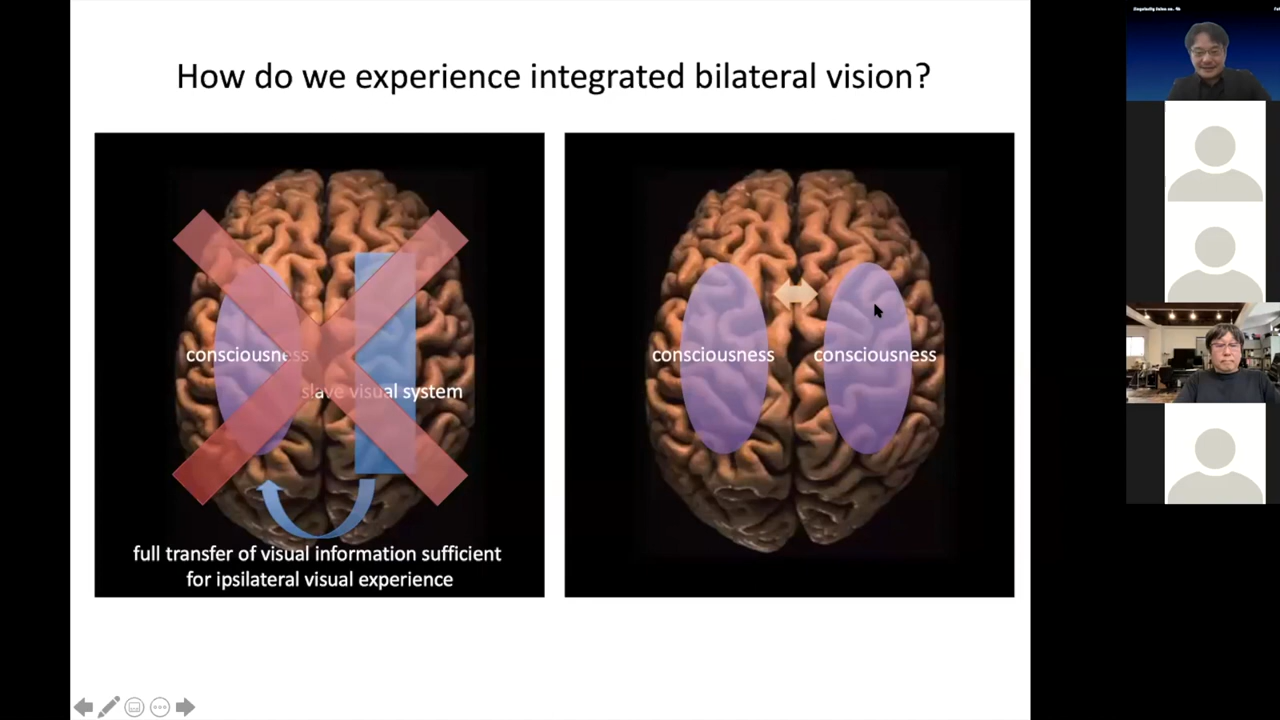 How do we experience integrated bilateral vision?
consciousness
slave visual system
full transfer of visual information sufficient
for ipsilateral visual experience
consciousness
consciousness